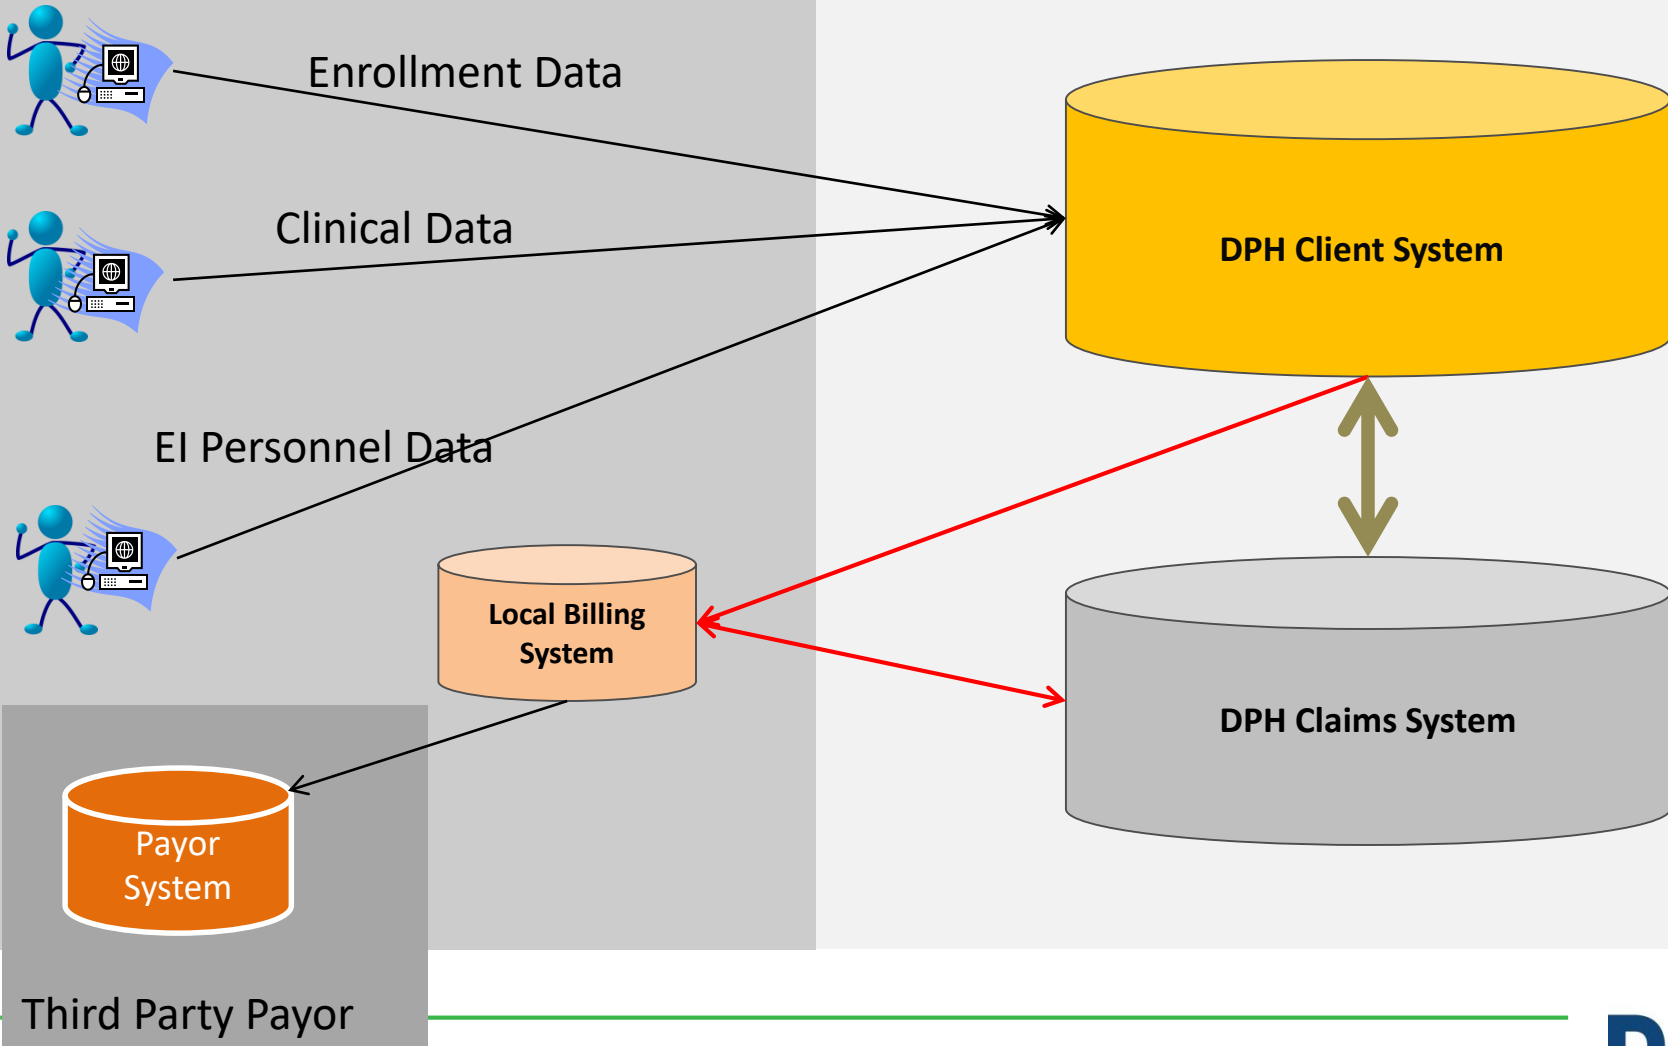 Enrollment Data
Clinical Data
DPH Client System
EI Personnel Data
Local Billing
System
DPH Claims System
Payor
System
Third Party Payor